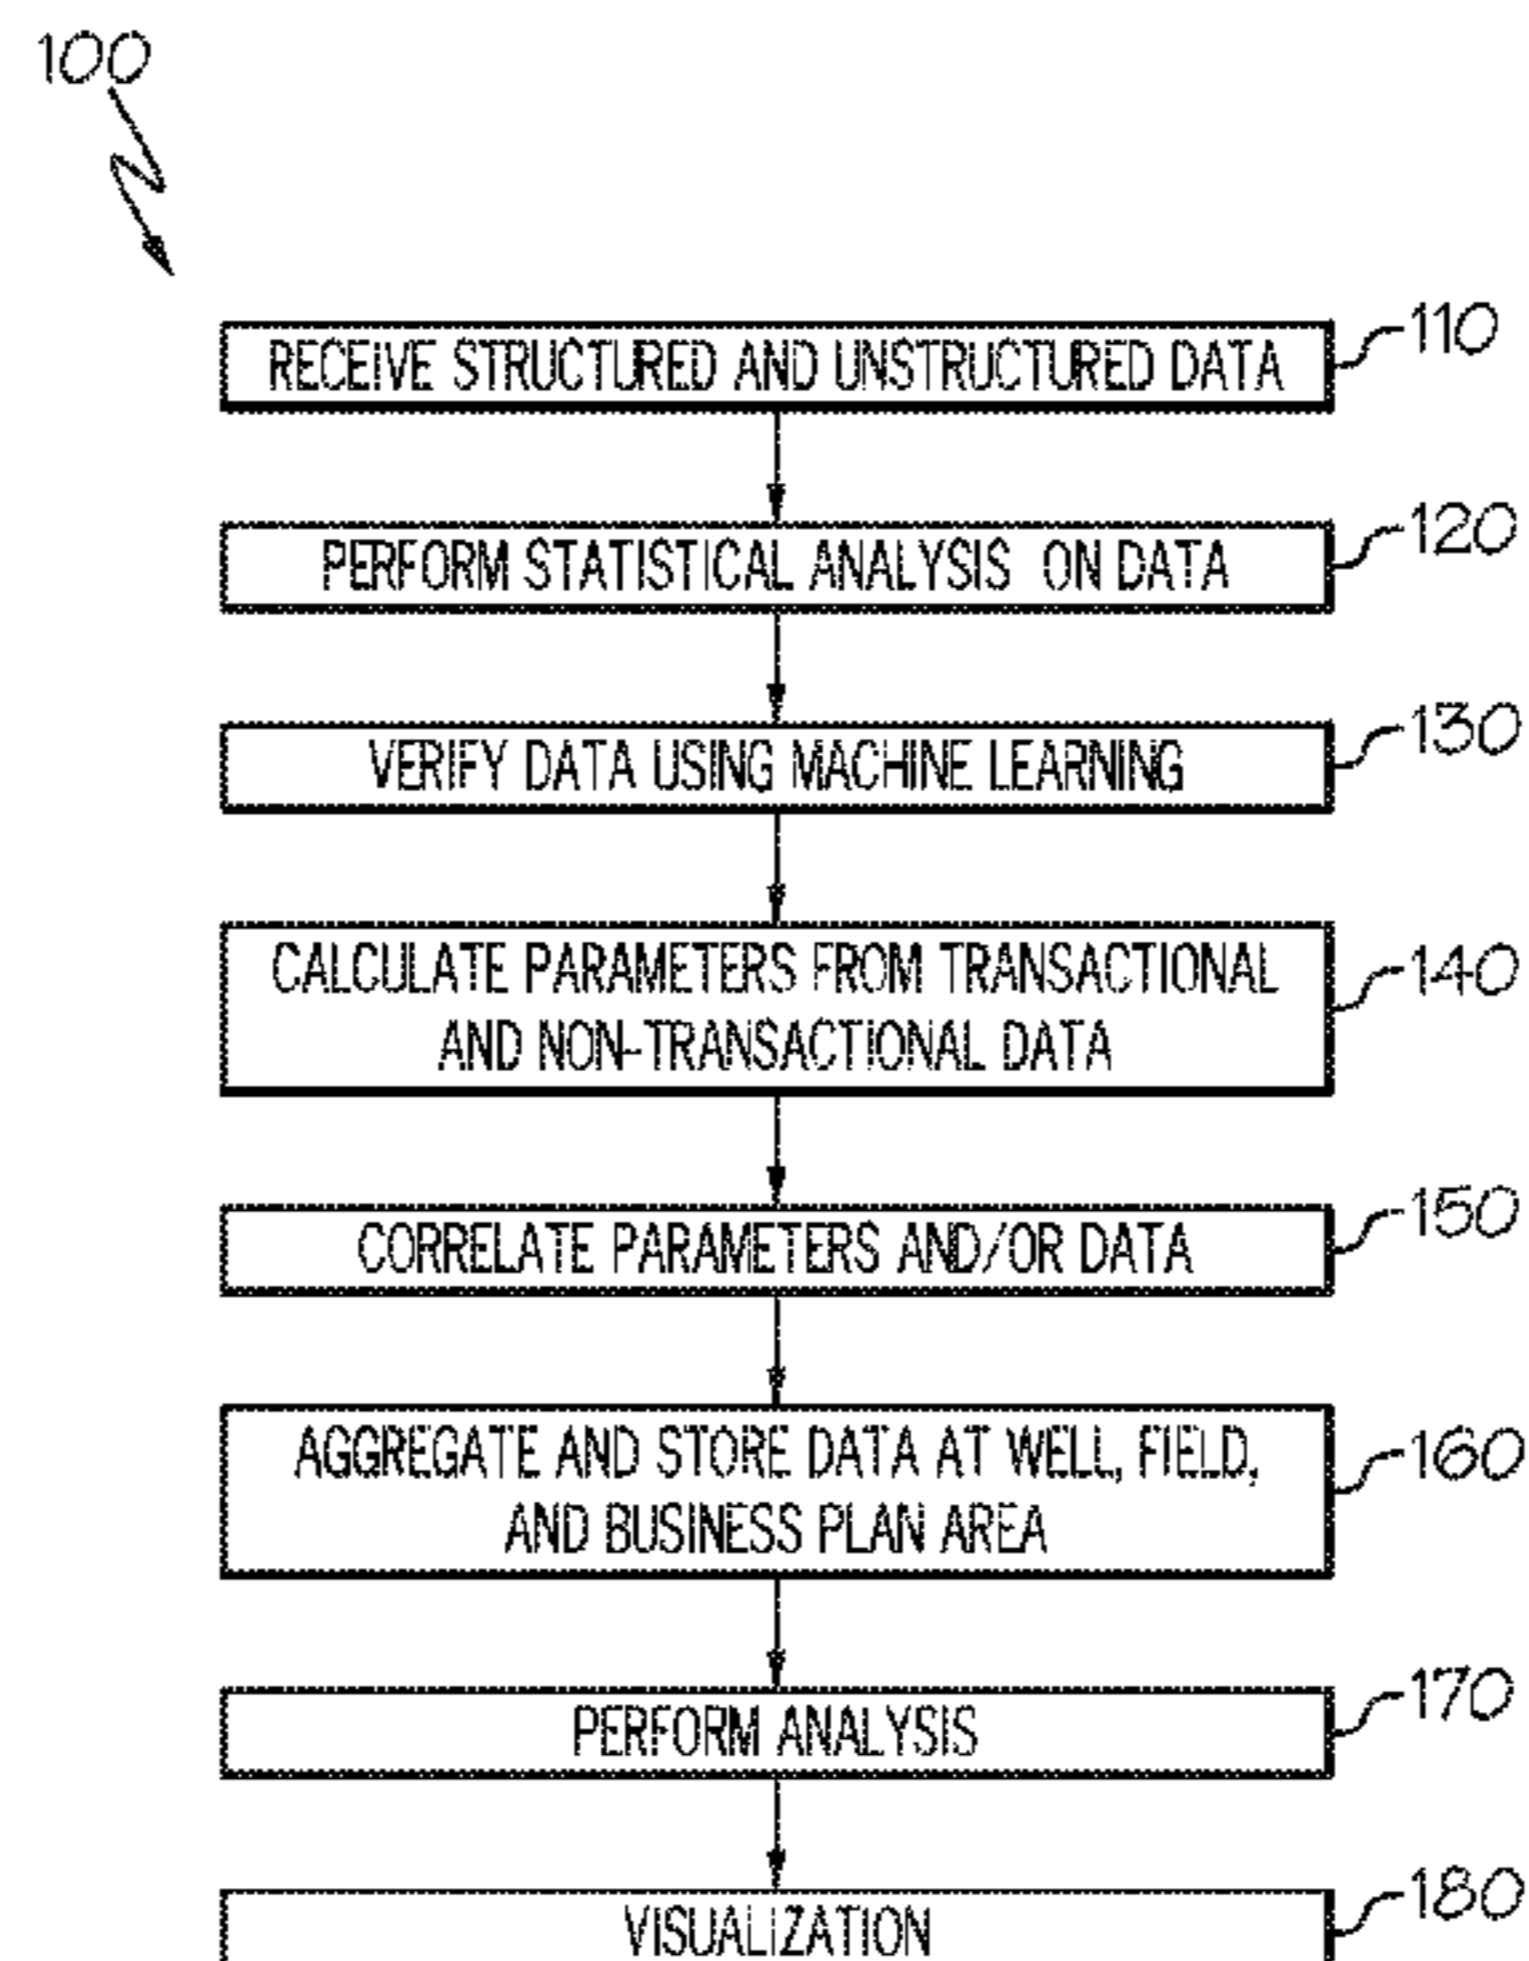 100
RECEIVE STRUCTURED AND UNSTRUCTURED DATA
110
PERFORM STATISTICAL ANALYSIS ON DATA
120
VERIFY DATA USING MACHINE LEARNING
130
CALCULATE PARAMETERS FROM TRANSACTIONAL
AND NON-TRANSACTIONAL DATA
140
CORRELATE PARAMETERS AND/OR DATA
150
AGGREGATE AND STORE DATA AT WELL, FIELD,
AND BUSINESS PLAN AREA
160
PERFORM ANALYSIS
170
VISUALIZATION
180